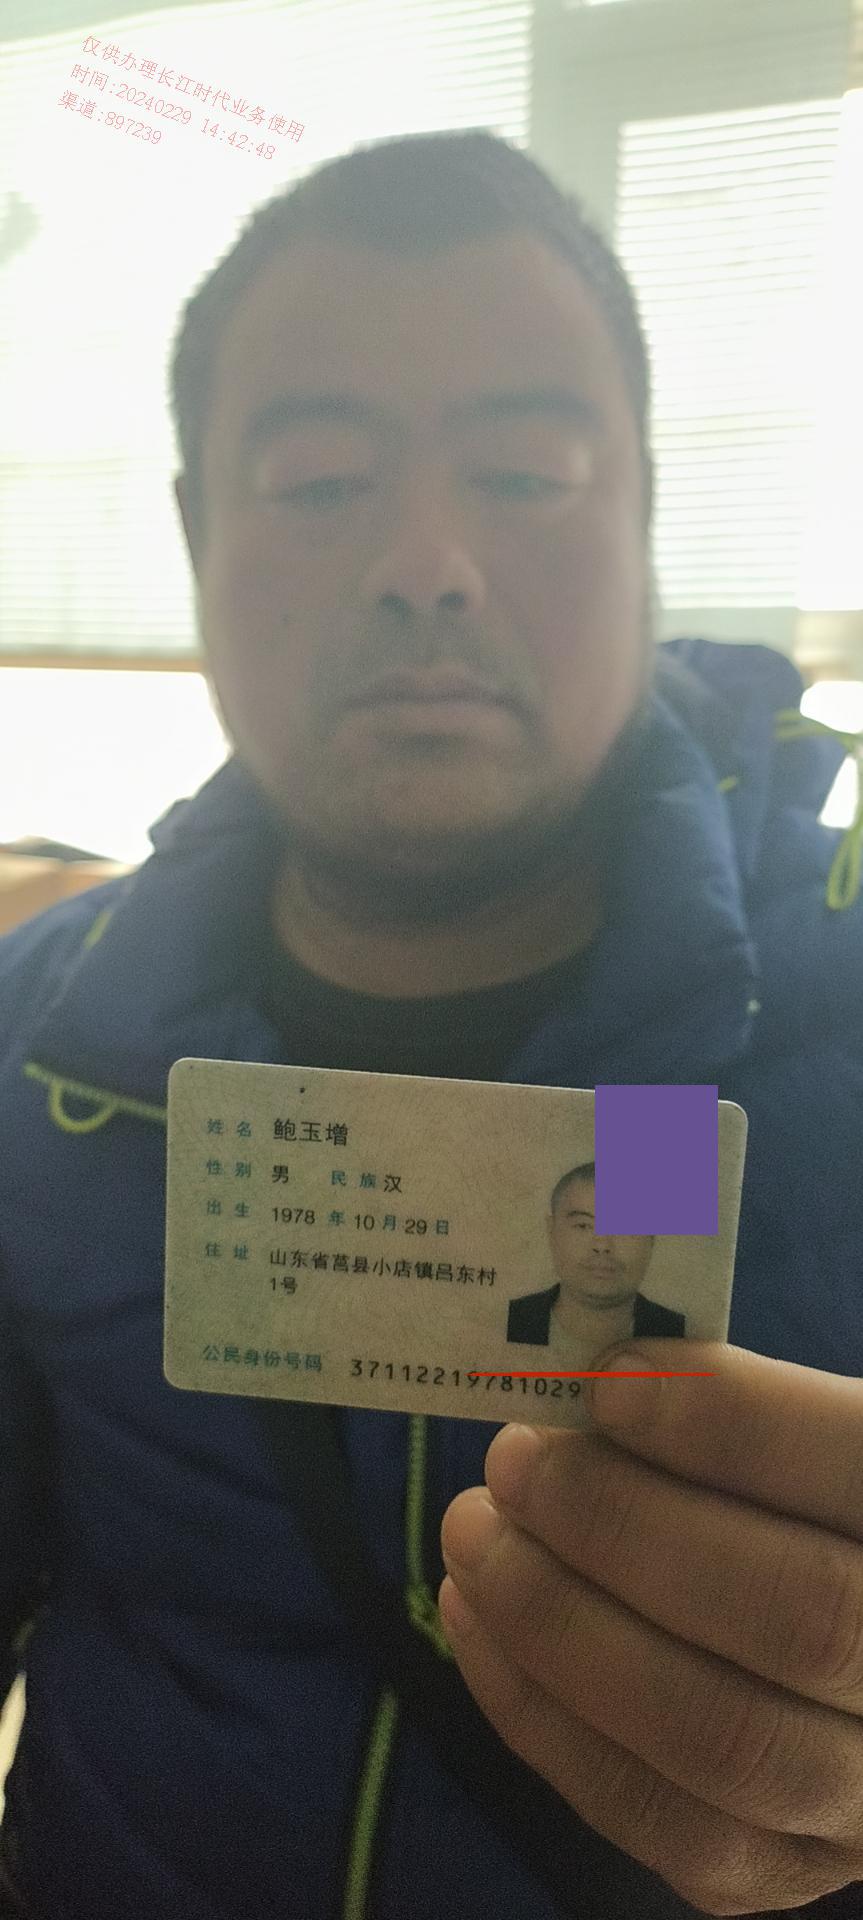 仅供办理长江时代业务使用
时间:20240229 14:42:48
渠道:897239
姓名 鲍玉增
性别 男 民族 汉
出生 1978 年 10 月 29 日
住址 山东省莒县小店镇吕东村
1号
公民身份号码 37112219781029